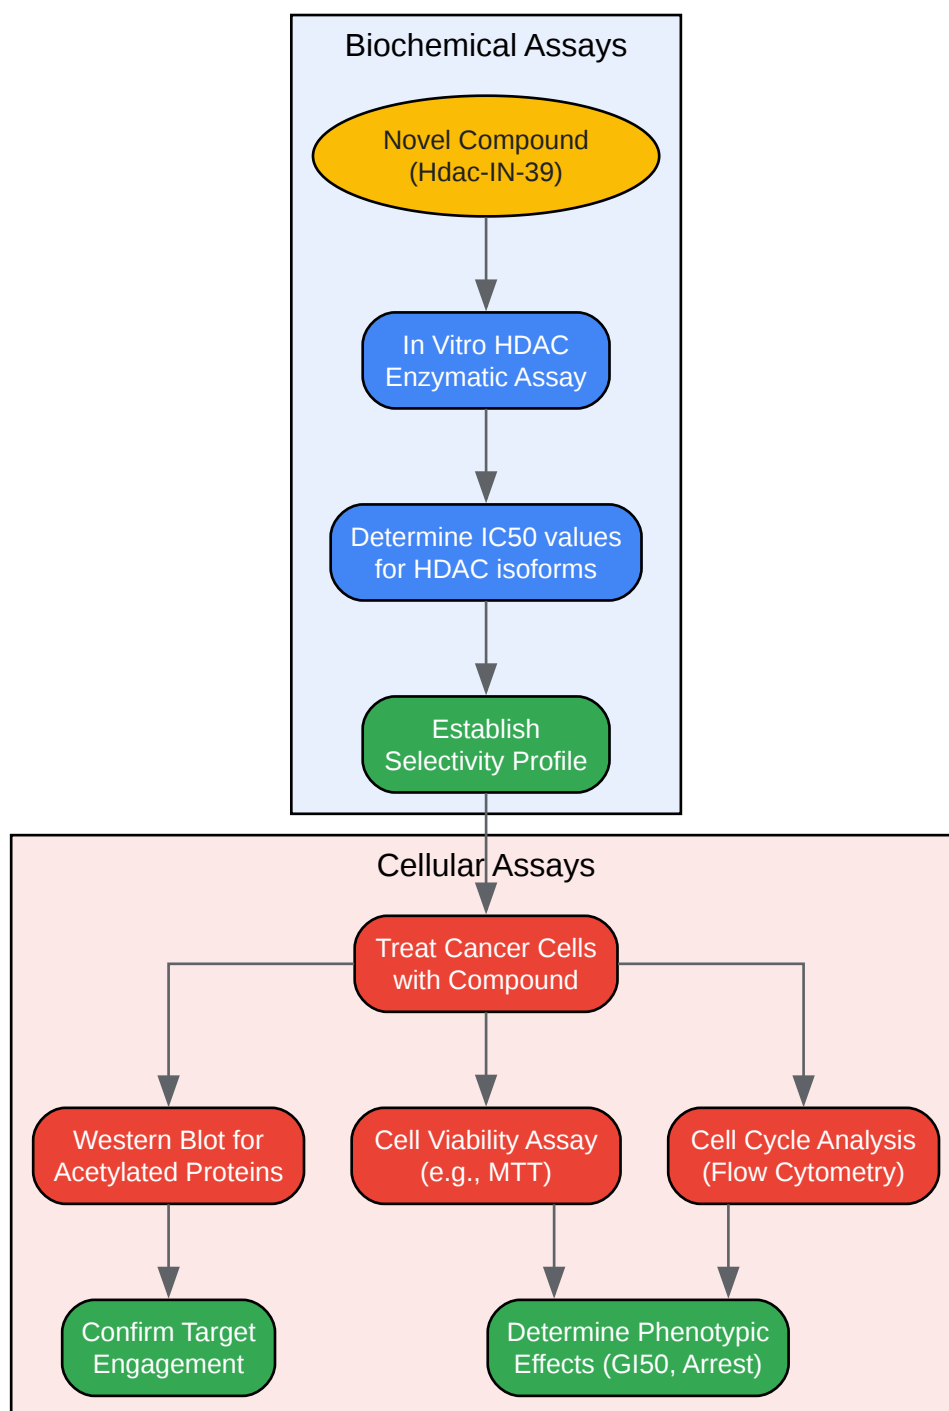 Biochemical Assays
Novel Compound
(Hdac-IN-39)
In Vitro HDAC
Enzymatic Assay
Determine IC50 values
for HDAC isoforms
Establish
Selectivity Profile
Cellular Assays
Treat Cancer Cells
with Compound
Western Blot for
Acetylated Proteins
Cell Viability Assay
(e.g., MTT)
Cell Cycle Analysis
(Flow Cytometry)
Confirm Target
Engagement
Determine Phenotypic
Effects (GI50, Arrest)